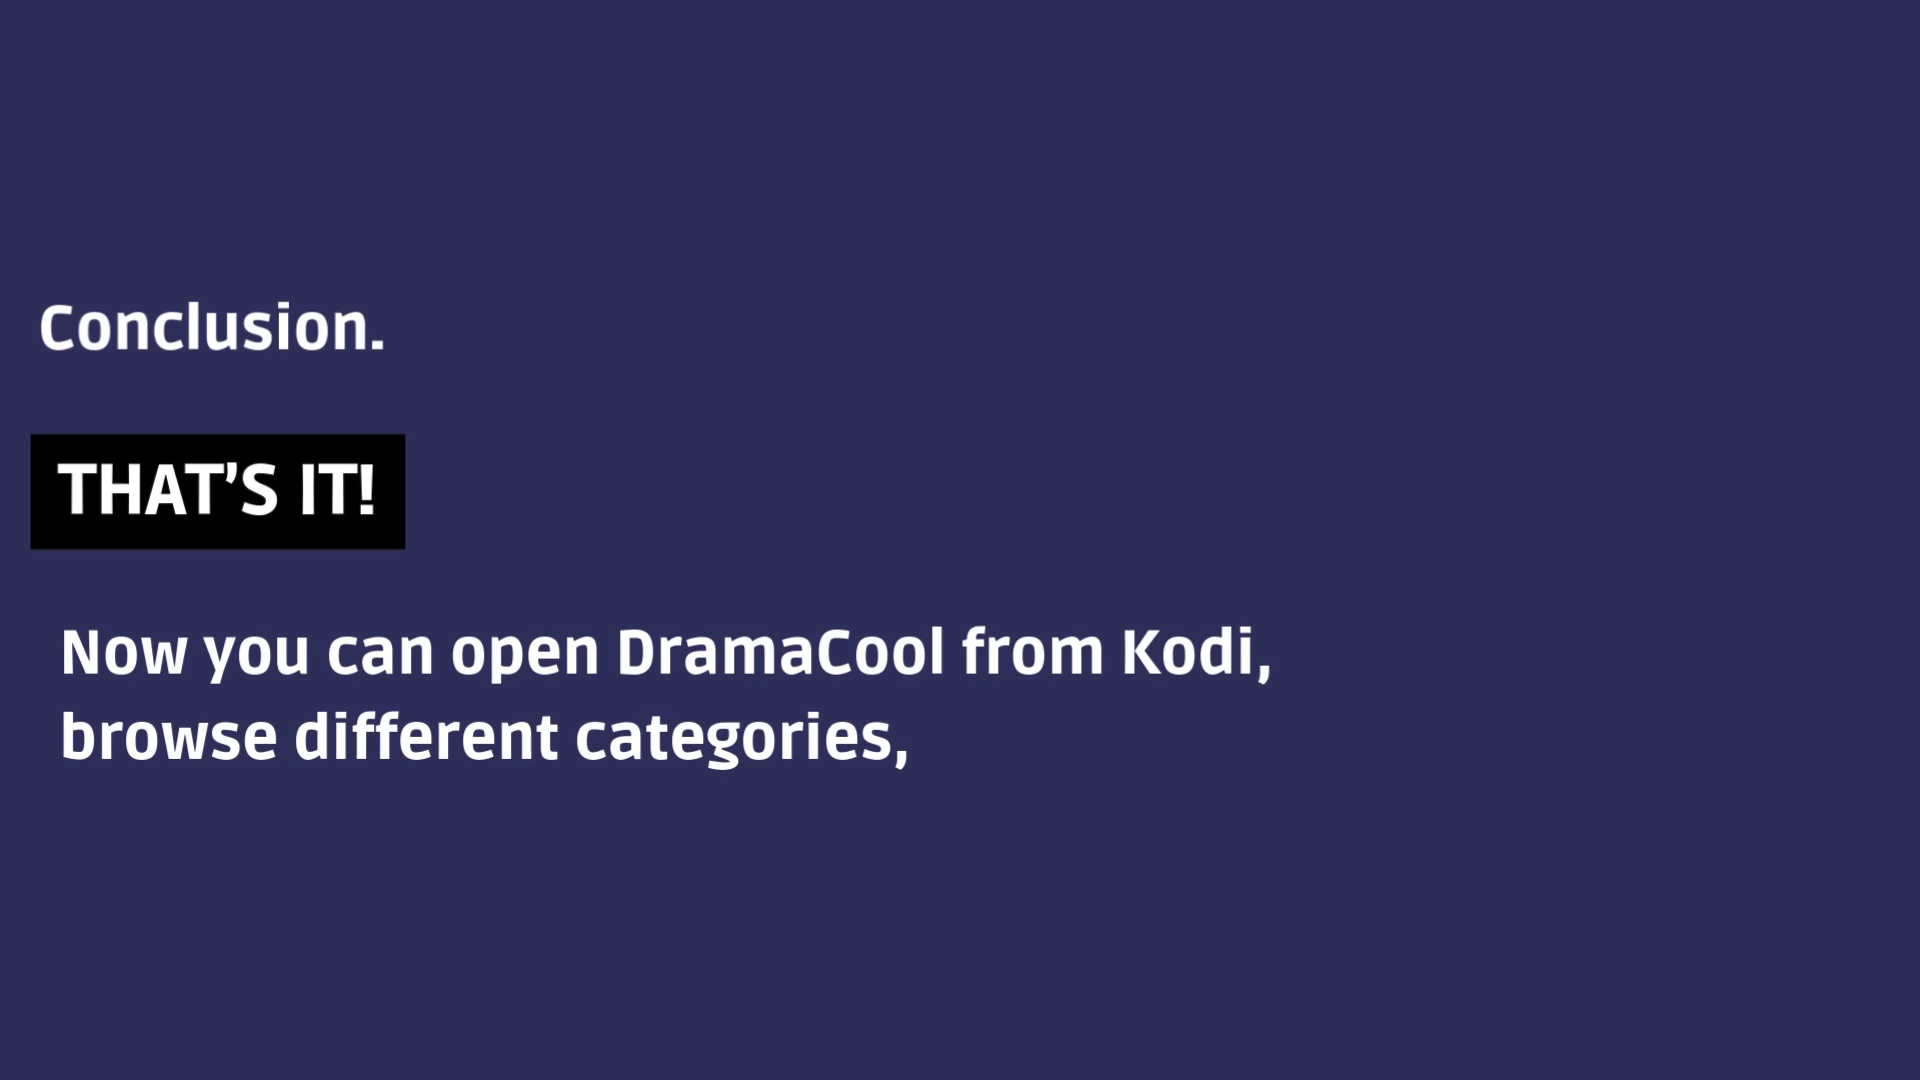 Conclusion.
THAT’S IT!
Now you can open DramaCool from Kodi,
browse different categories,